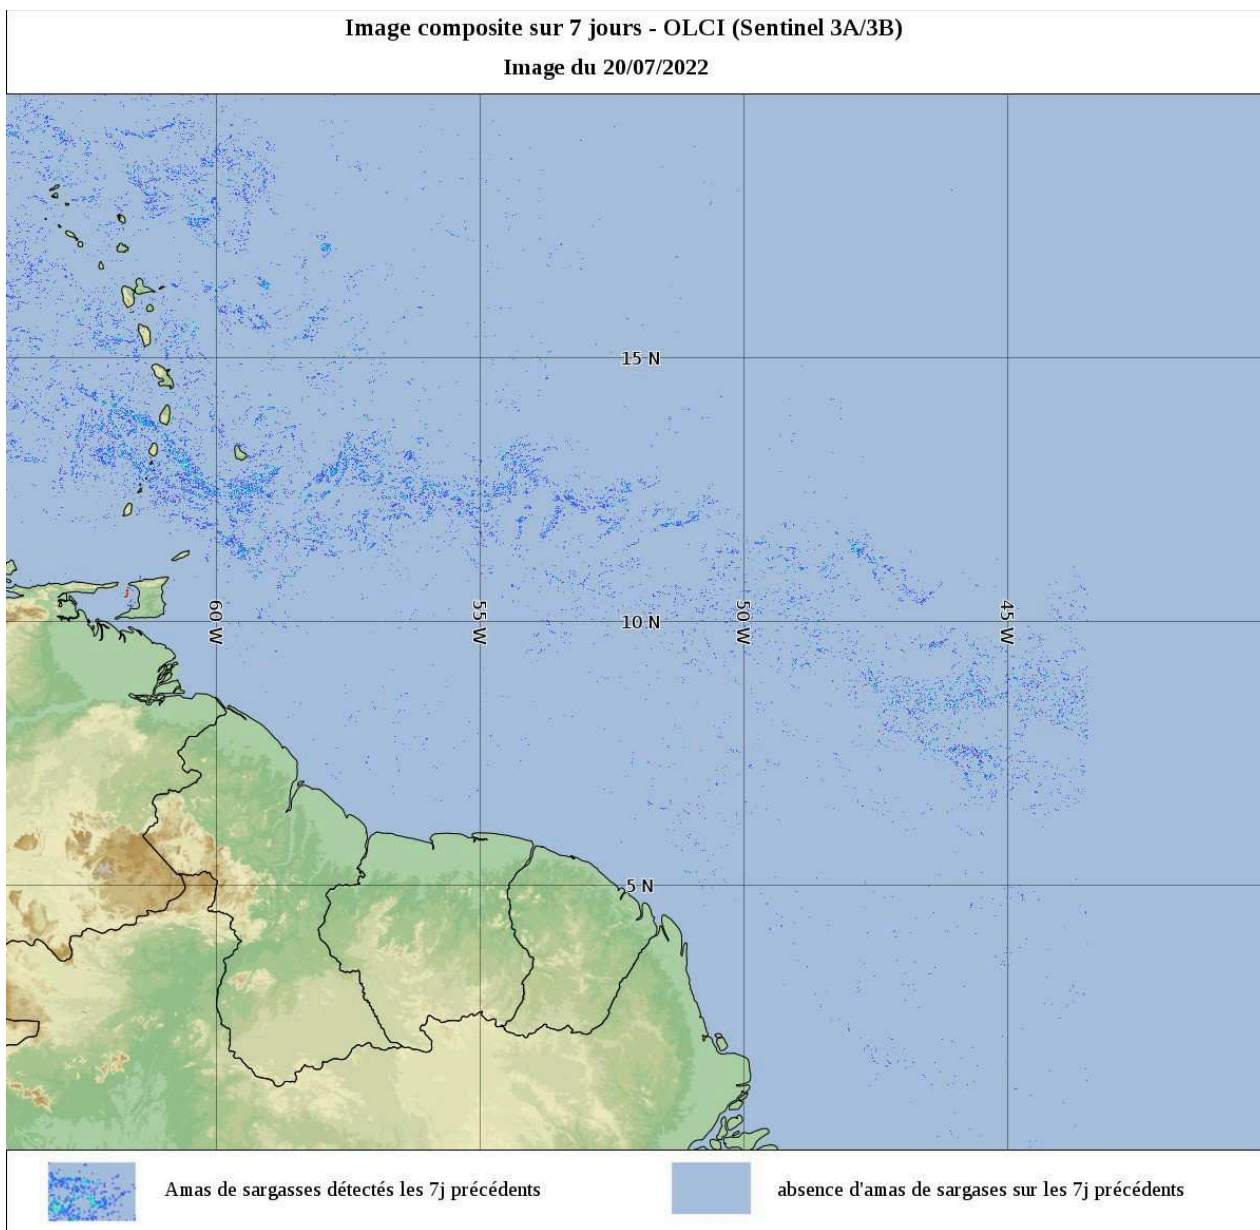 Image composite sur 7 jours - OLCI (Sentinel 3A/3B)
Image du 20/07/2022
15 N
60 W
55 W
10 N
50 W
45 W
5 N
Amas de sargasses détectés les 7j précédents
absence d'amas de sargases sur les 7j précédents